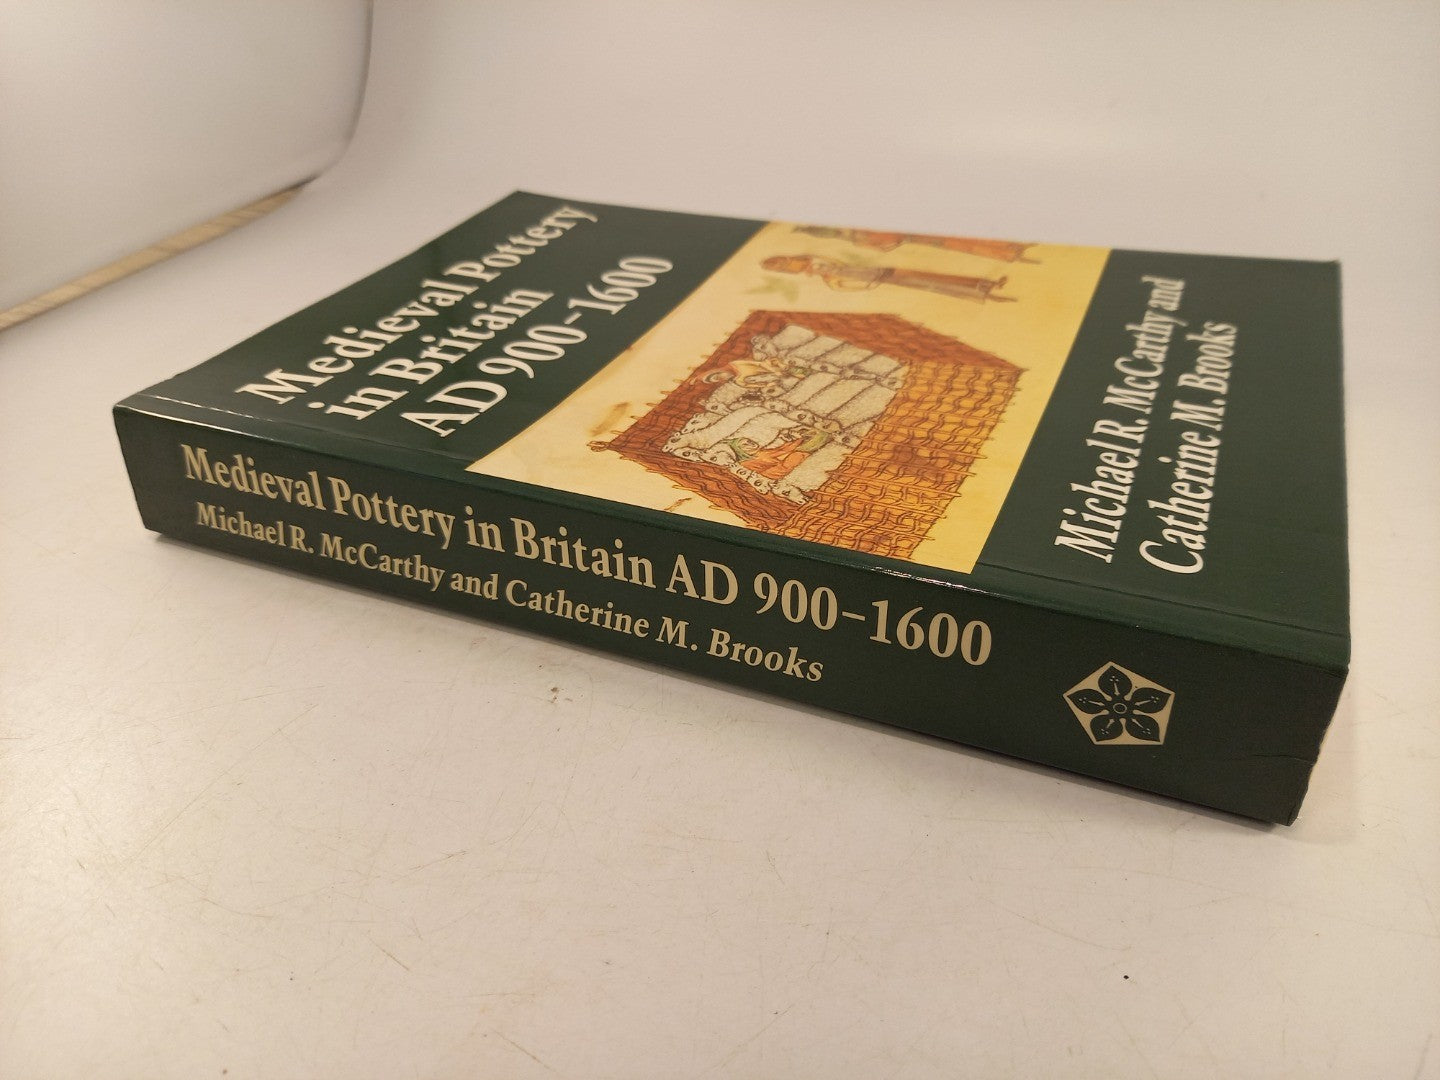 Medieval Pottery
in Britain
AD 900-1600
Michael R. McCarthy and
Catherine M. Brooks
Medieval Pottery in Britain AD 900-1600
Michael R. McCarthy and Catherine M. Brooks